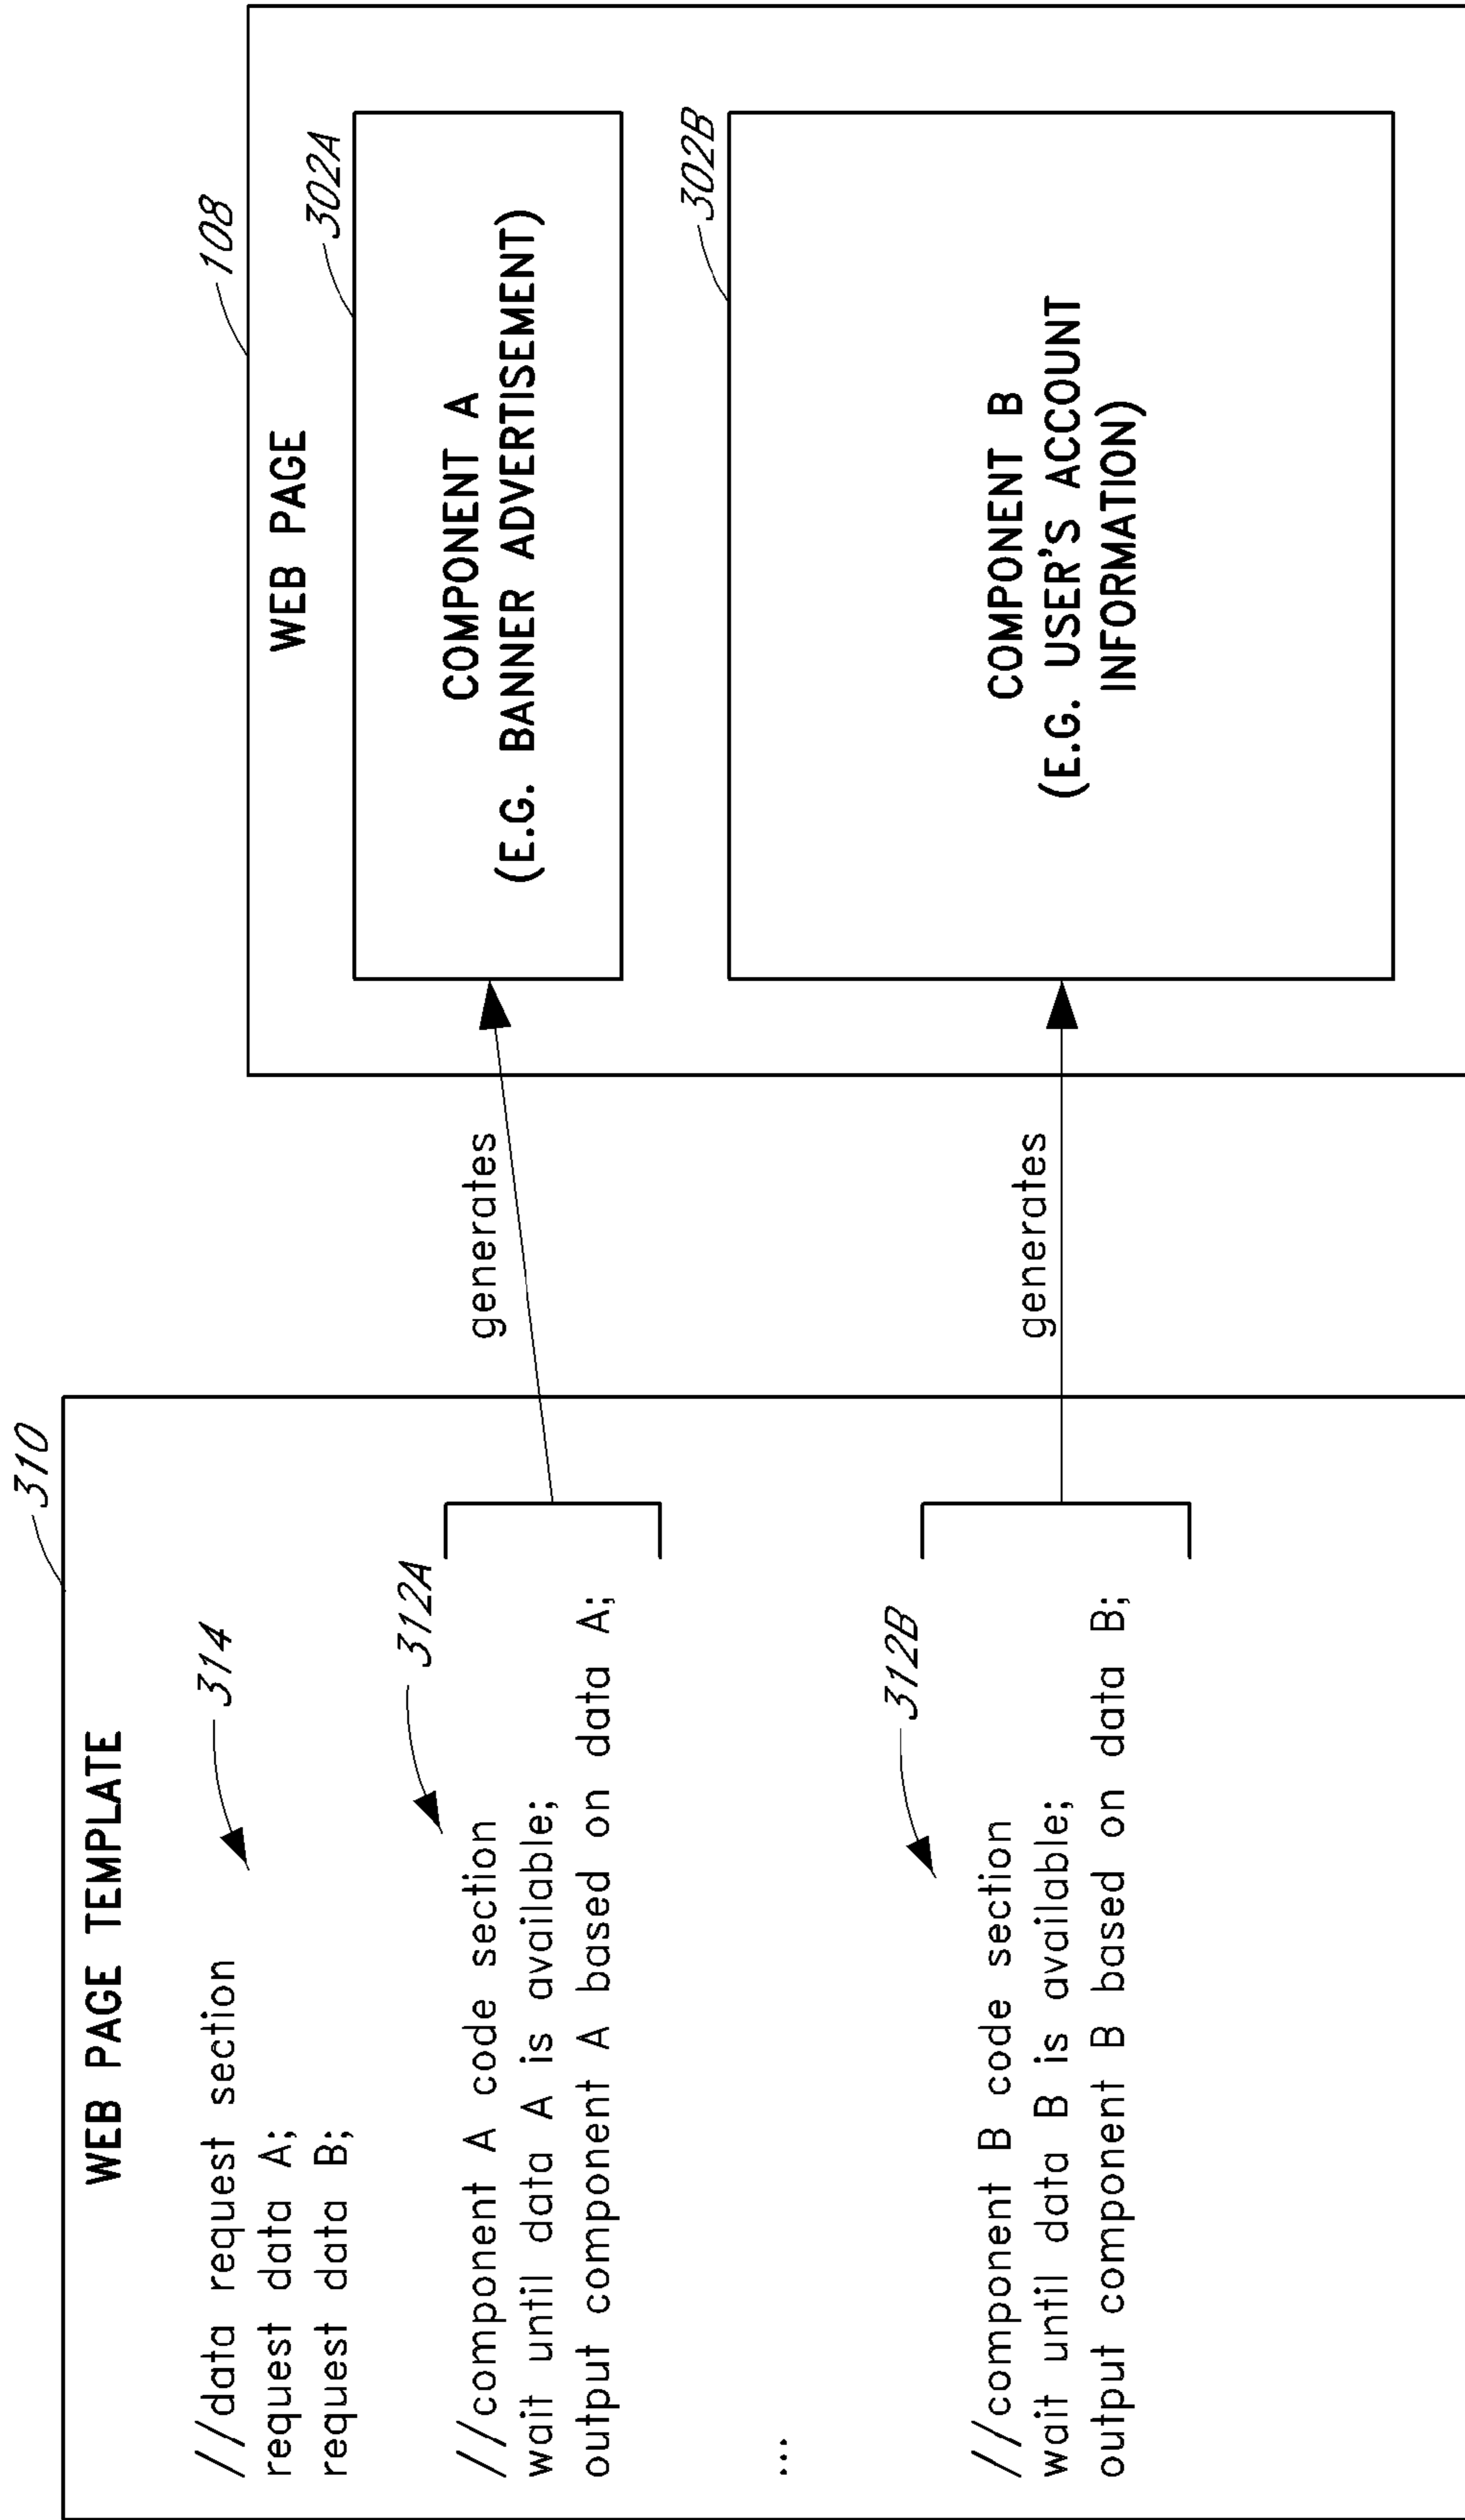 310
WEB PAGE TEMPLATE
314
//data request section
request data A;
request data B;
312A
//component A code section
wait until data A is available;
output component A based on data A;
...
312B
//component B code section
wait until data B is available;
output component B based on data B;
generates
generates
108
WEB PAGE
302A
COMPONENT A
(E.G. BANNER ADVERTISEMENT)
302B
COMPONENT B
(E.G. USER'S ACCOUNT
INFORMATION)